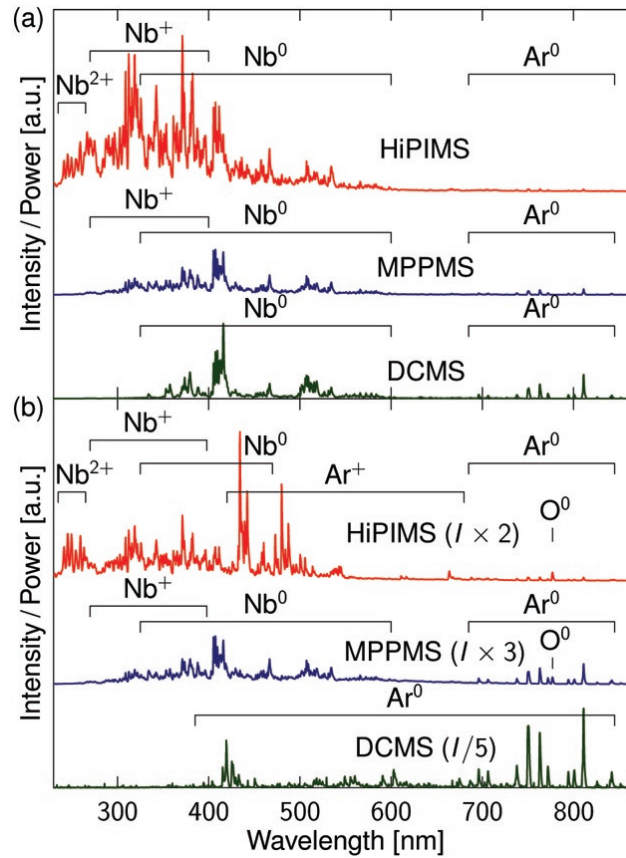 (a)
Nb⁺
Nb⁰
Ar⁰
Nb²⁺
HiPIMS
Nb⁺
Nb⁰
Ar⁰
MPPMS
Nb⁰
Ar⁰
DCMS
Intensity / Power [a.u.]
(b)
Nb⁺
Nb⁰
Ar⁰
Nb²⁺
Ar⁺
O⁰
HiPIMS (I × 2)
Nb⁺
Nb⁰
Ar⁰
O⁰
MPPMS (I × 3)
Ar⁰
DCMS (I/5)
Intensity / Power [a.u.]
300 400 500 600 700 800
Wavelength [nm]